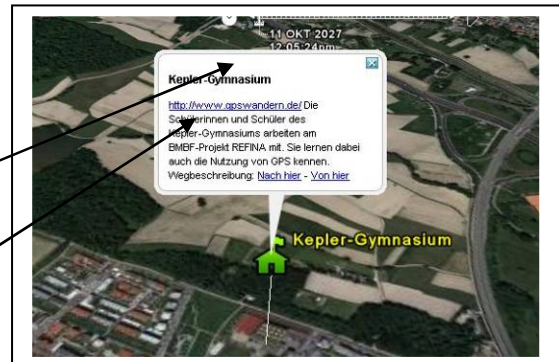 11 OKT 2027
12:05:24pm
Kepler-Gymnasium
http://www.gpswandern.de/ Die
Schülerinnen und Schüler des
Kepler-Gymnasiums arbeiten am
BMBF-Projekt REFINA mit. Sie lernen dabei
auch die Nutzung von GPS kennen.
Wegbeschreibung: Nach hier - Von hier
Kepler-Gymnasium